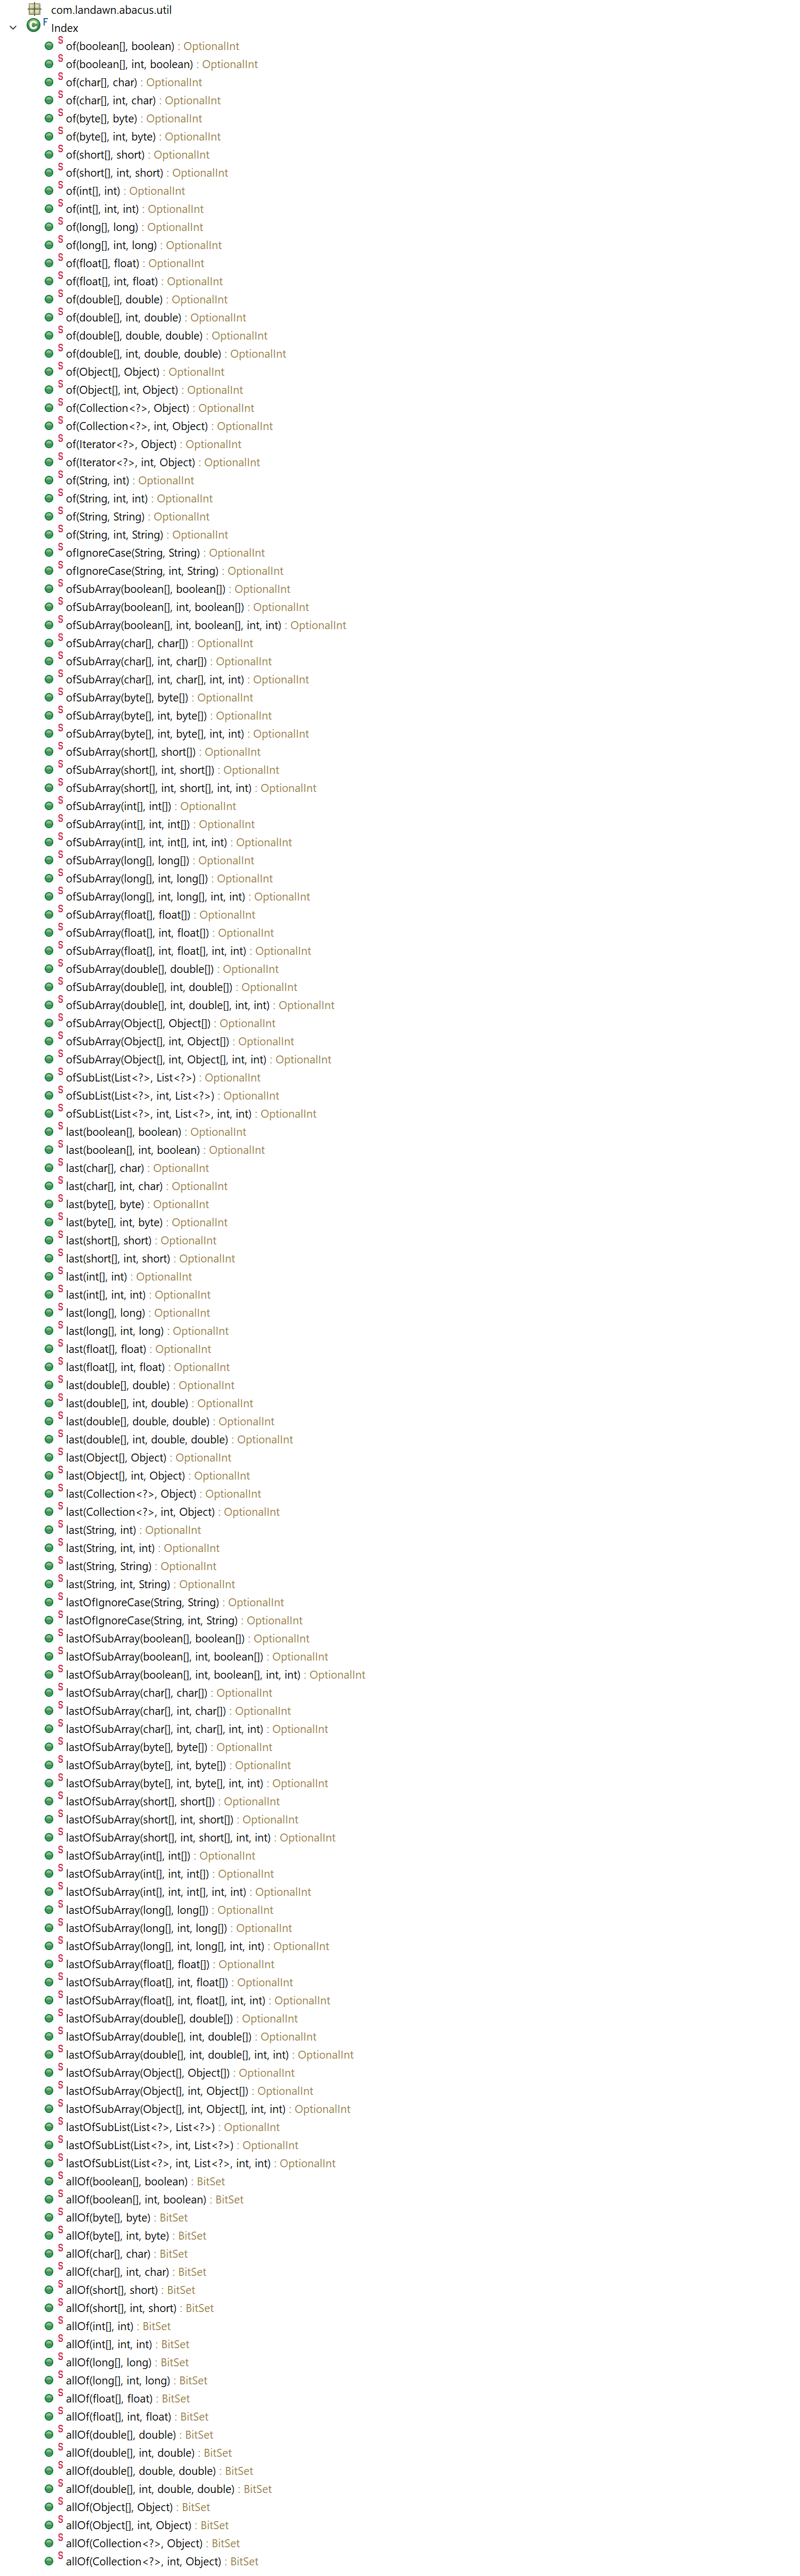 com.landawn.abacus.util
Index
of(boolean[], boolean) : OptionalInt
of(boolean[], int, boolean) : OptionalInt
of(char[], char) : OptionalInt
of(char[], int, char) : OptionalInt
of(byte[], byte) : OptionalInt
of(byte[], int, byte) : OptionalInt
of(short[], short) : OptionalInt
of(short[], int, short) : OptionalInt
of(int[], int) : OptionalInt
of(int[], int, int) : OptionalInt
of(long[], long) : OptionalInt
of(long[], int, long) : OptionalInt
of(float[], float) : OptionalInt
of(float[], int, float) : OptionalInt
of(double[], double) : OptionalInt
of(double[], int, double) : OptionalInt
of(double[], double, double) : OptionalInt
of(double[], int, double, double) : OptionalInt
of(Object[], Object) : OptionalInt
of(Object[], int, Object) : OptionalInt
of(Collection<?>, Object) : OptionalInt
of(Collection<?>, int, Object) : OptionalInt
of(Iterator<?>, Object) : OptionalInt
of(Iterator<?>, int, Object) : OptionalInt
of(String, int) : OptionalInt
of(String, int, int) : OptionalInt
of(String, String) : OptionalInt
of(String, int, String) : OptionalInt
ofIgnoreCase(String, String) : OptionalInt
ofIgnoreCase(String, int, String) : OptionalInt
ofSubArray(boolean[], boolean[]) : OptionalInt
ofSubArray(boolean[], int, boolean[]) : OptionalInt
ofSubArray(boolean[], int, boolean[], int, int) : OptionalInt
ofSubArray(char[], char[]) : OptionalInt
ofSubArray(char[], int, char[]) : OptionalInt
ofSubArray(char[], int, char[], int, int) : OptionalInt
ofSubArray(byte[], byte[]) : OptionalInt
ofSubArray(byte[], int, byte[]) : OptionalInt
ofSubArray(byte[], int, byte[], int, int) : OptionalInt
ofSubArray(short[], short[]) : OptionalInt
ofSubArray(short[], int, short[]) : OptionalInt
ofSubArray(short[], int, short[], int, int) : OptionalInt
ofSubArray(int[], int[]) : OptionalInt
ofSubArray(int[], int, int[]) : OptionalInt
ofSubArray(int[], int, int[], int, int) : OptionalInt
ofSubArray(long[], long[]) : OptionalInt
ofSubArray(long[], int, long[]) : OptionalInt
ofSubArray(long[], int, long[], int, int) : OptionalInt
ofSubArray(float[], float[]) : OptionalInt
ofSubArray(float[], int, float[]) : OptionalInt
ofSubArray(float[], int, float[], int, int) : OptionalInt
ofSubArray(double[], double[]) : OptionalInt
ofSubArray(double[], int, double[]) : OptionalInt
ofSubArray(double[], int, double[], int, int) : OptionalInt
ofSubArray(Object[], Object[]) : OptionalInt
ofSubArray(Object[], int, Object[]) : OptionalInt
ofSubArray(Object[], int, Object[], int, int) : OptionalInt
ofSubList(List<?>, List<?>) : OptionalInt
ofSubList(List<?>, int, List<?>) : OptionalInt
ofSubList(List<?>, int, List<?>, int, int) : OptionalInt
last(boolean[], boolean) : OptionalInt
last(boolean[], int, boolean) : OptionalInt
last(char[], char) : OptionalInt
last(char[], int, char) : OptionalInt
last(byte[], byte) : OptionalInt
last(byte[], int, byte) : OptionalInt
last(short[], short) : OptionalInt
last(short[], int, short) : OptionalInt
last(int[], int) : OptionalInt
last(int[], int, int) : OptionalInt
last(long[], long) : OptionalInt
last(long[], int, long) : OptionalInt
last(float[], float) : OptionalInt
last(float[], int, float) : OptionalInt
last(double[], double) : OptionalInt
last(double[], int, double) : OptionalInt
last(double[], double, double) : OptionalInt
last(double[], int, double, double) : OptionalInt
last(Object[], Object) : OptionalInt
last(Object[], int, Object) : OptionalInt
last(Collection<?>, Object) : OptionalInt
last(Collection<?>, int, Object) : OptionalInt
last(String, int) : OptionalInt
last(String, int, int) : OptionalInt
last(String, String) : OptionalInt
last(String, int, String) : OptionalInt
lastOfIgnoreCase(String, String) : OptionalInt
lastOfIgnoreCase(String, int, String) : OptionalInt
lastOfSubArray(boolean[], boolean[]) : OptionalInt
lastOfSubArray(boolean[], int, boolean[]) : OptionalInt
lastOfSubArray(boolean[], int, boolean[], int, int) : OptionalInt
lastOfSubArray(char[], char[]) : OptionalInt
lastOfSubArray(char[], int, char[]) : OptionalInt
lastOfSubArray(char[], int, char[], int, int) : OptionalInt
lastOfSubArray(byte[], byte[]) : OptionalInt
lastOfSubArray(byte[], int, byte[]) : OptionalInt
lastOfSubArray(byte[], int, byte[], int, int) : OptionalInt
lastOfSubArray(short[], short[]) : OptionalInt
lastOfSubArray(short[], int, short[]) : OptionalInt
lastOfSubArray(short[], int, short[], int, int) : OptionalInt
lastOfSubArray(int[], int[]) : OptionalInt
lastOfSubArray(int[], int, int[]) : OptionalInt
lastOfSubArray(int[], int, int[], int, int) : OptionalInt
lastOfSubArray(long[], long[]) : OptionalInt
lastOfSubArray(long[], int, long[]) : OptionalInt
lastOfSubArray(long[], int, long[], int, int) : OptionalInt
lastOfSubArray(float[], float[]) : OptionalInt
lastOfSubArray(float[], int, float[]) : OptionalInt
lastOfSubArray(float[], int, float[], int, int) : OptionalInt
lastOfSubArray(double[], double[]) : OptionalInt
lastOfSubArray(double[], int, double[]) : OptionalInt
lastOfSubArray(double[], int, double[], int, int) : OptionalInt
lastOfSubArray(Object[], Object[]) : OptionalInt
lastOfSubArray(Object[], int, Object[]) : OptionalInt
lastOfSubArray(Object[], int, Object[], int, int) : OptionalInt
lastOfSubList(List<?>, List<?>) : OptionalInt
lastOfSubList(List<?>, int, List<?>) : OptionalInt
lastOfSubList(List<?>, int, List<?>, int, int) : OptionalInt
allOf(boolean[], boolean) : BitSet
allOf(boolean[], int, boolean) : BitSet
allOf(byte[], byte) : BitSet
allOf(byte[], int, byte) : BitSet
allOf(char[], char) : BitSet
allOf(char[], int, char) : BitSet
allOf(short[], short) : BitSet
allOf(short[], int, short) : BitSet
allOf(int[], int) : BitSet
allOf(int[], int, int) : BitSet
allOf(long[], long) : BitSet
allOf(long[], int, long) : BitSet
allOf(float[], float) : BitSet
allOf(float[], int, float) : BitSet
allOf(double[], double) : BitSet
allOf(double[], int, double) : BitSet
allOf(double[], double, double) : BitSet
allOf(double[], int, double, double) : BitSet
allOf(Object[], Object) : BitSet
allOf(Object[], int, Object) : BitSet
allOf(Collection<?>, Object) : BitSet
allOf(Collection<?>, int, Object) : BitSet